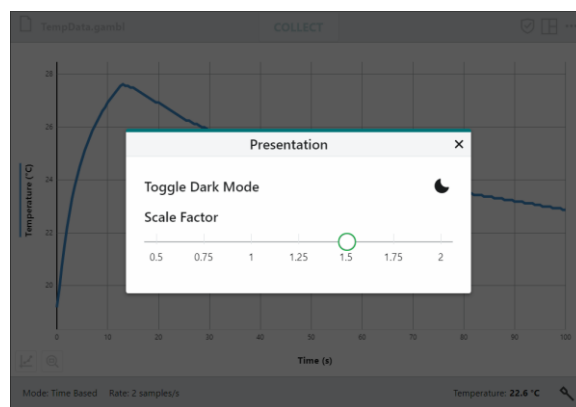 TempData.gambl
COLLECT
28
26
22
20
Temperature (°C)
Presentation
Toggle Dark Mode
Scale Factor
0.5 0.75 1 1.25 1.5 1.75 2
0 10 20 30 40 50 60 70 80 90 100
Time (s)
Mode: Time Based Rate: 2 samples/s
Temperature: 22.6 °C